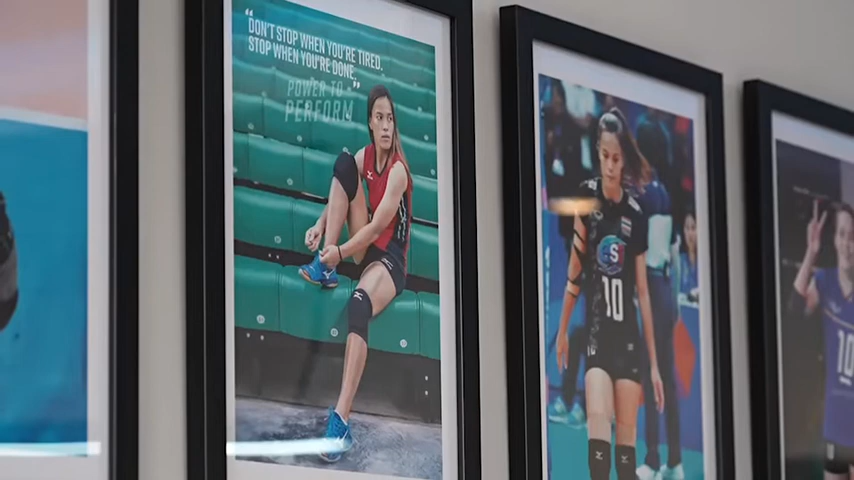 “DON'T STOP WHEN YOU'RE TIRED.
STOP WHEN YOU'RE DONE.”
POWER TO
PERFORM
S
10
10